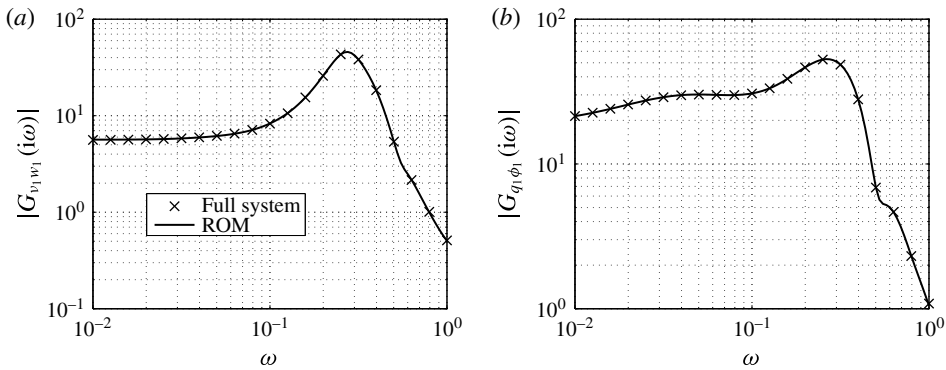 (a)
|G_{v_1 w_1}(iω)|
10^2
10^1
10^0
10^{-1}
× Full system
— ROM
10^{-2} 10^{-1} 10^0
ω
(b)
|G_{q_1 ϕ_1}(iω)|
10^2
10^1
10^0
10^{-2} 10^{-1} 10^0
ω